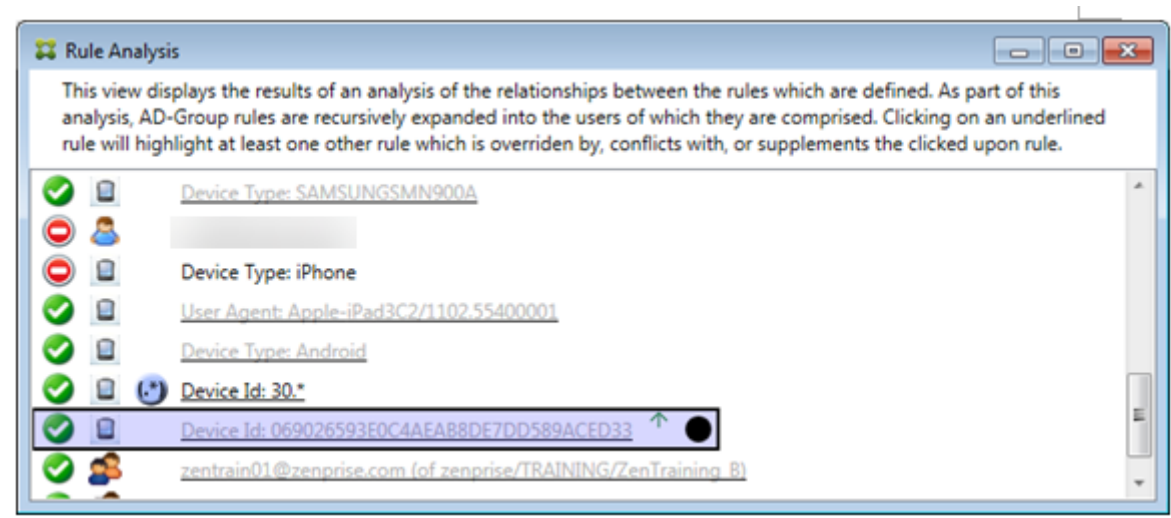 Rule Analysis
This view displays the results of an analysis of the relationships between the rules which are defined. As part of this
analysis, AD-Group rules are recursively expanded into the users of which they are comprised. Clicking on an underlined
rule will highlight at least one other rule which is overriden by, conflicts with, or supplements the clicked upon rule.
Device Type: SAMSUNGSMN900A
Device Type: iPhone
User Agent: Apple-iPad3C2/1102.55400001
Device Type: Android
(.*) Device Id: 30.*
Device Id: 069026593E0C4AEAB8DE7DD589ACED33
zentrain01@zenprise.com (of zenprise/TRAINING/ZenTraining_B)